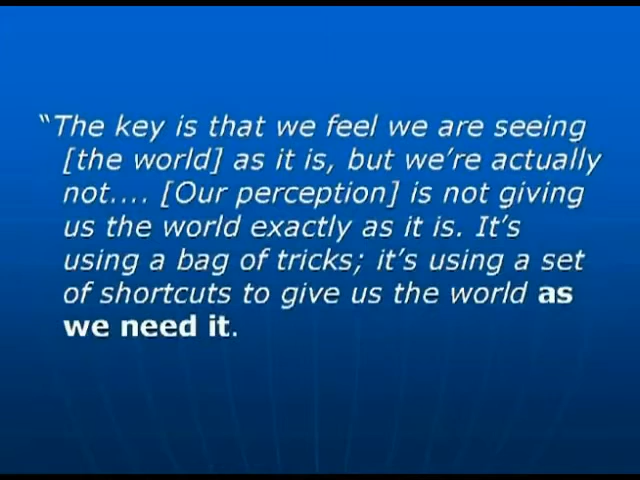 “The key is that we feel we are seeing
[the world] as it is, but we’re actually
not.... [Our perception] is not giving
us the world exactly as it is. It’s
using a bag of tricks; it’s using a set
of shortcuts to give us the world as
we need it.